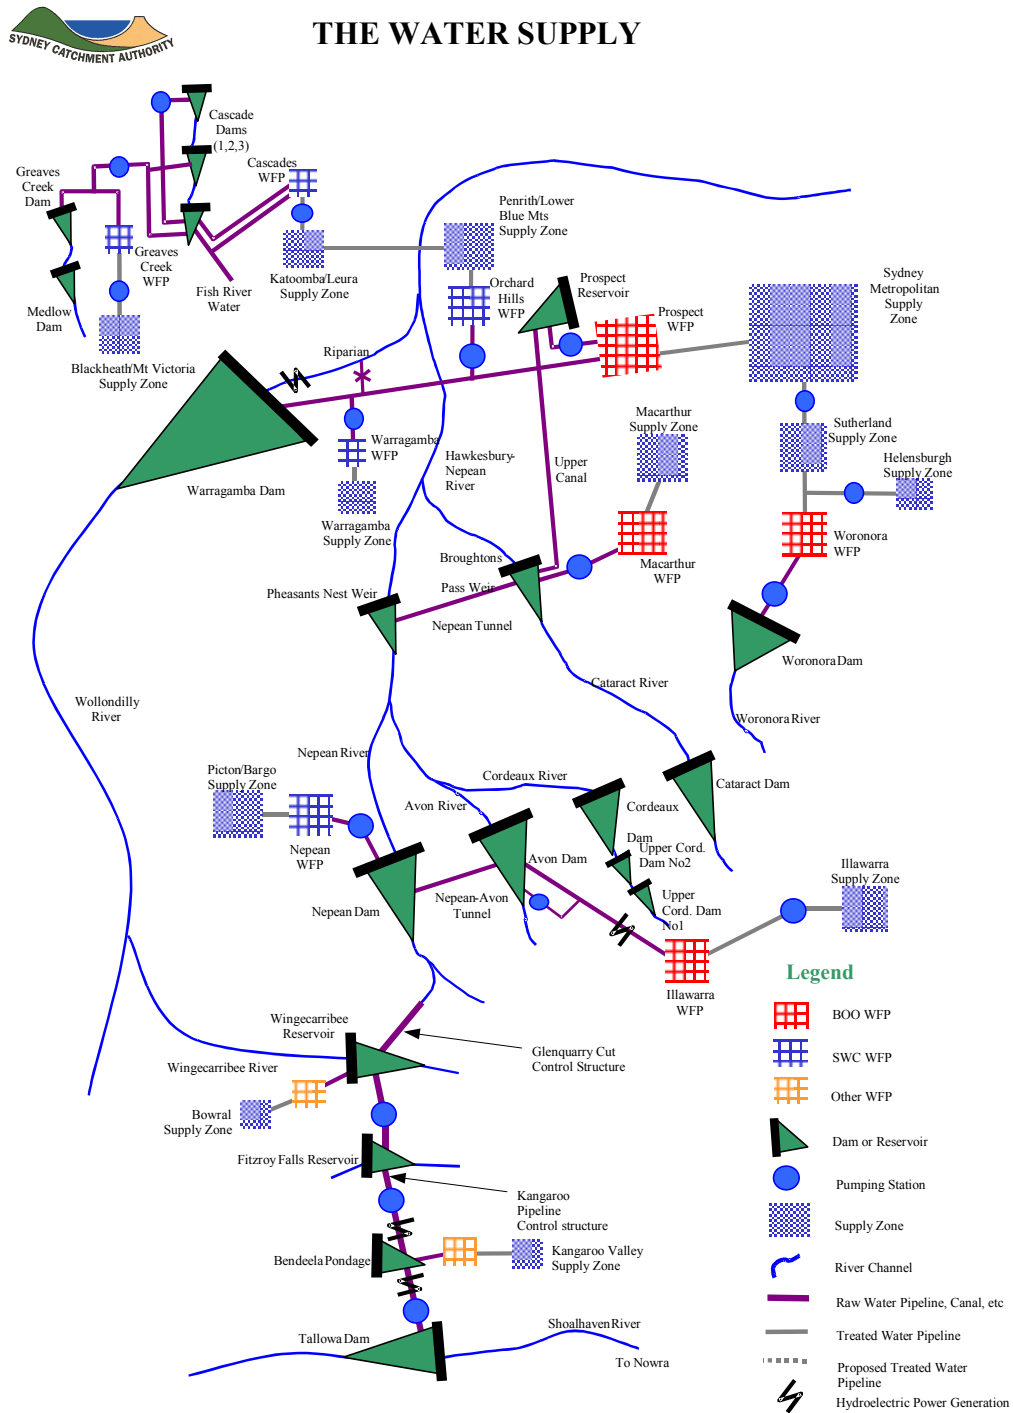 SYDNEY CATCHMENT AUTHORITY
THE WATER SUPPLY
Cascade
Dams
(1,2,3)
Cascades
WFP
Greaves
Creek
Dam
Greaves
Creek
WFP
Fish River
Water
Katoomba/Leura
Supply Zone
Medlow
Dam
Blackheath/Mt Victoria
Supply Zone
Penrith/Lower
Blue Mts
Supply Zone
Orchard
Hills
WFP
Prospect
Reservoir
Prospect
WFP
Sydney
Metropolitan
Supply
Zone
Riparian
Warragamba Dam
Warragamba
WFP
Warragamba
Supply Zone
Hawkesbury-
Nepean
River
Upper
Canal
Macarthur
Supply Zone
Macarthur
WFP
Sutherland
Supply Zone
Helensburgh
Supply Zone
Woronora
WFP
Woronora Dam
Woronora River
Broughtons
Pass Weir
Pheasants Nest Weir
Nepean Tunnel
Cataract River
Wollondilly
River
Nepean River
Picton/Bargo
Supply Zone
Nepean
WFP
Nepean Dam
Cordeaux River
Avon River
Cordeaux
Dam
Cataract Dam
Upper Cord.
Dam No2
Upper
Cord. Dam
No1
Avon Dam
Nepean-Avon
Tunnel
Illawarra
Supply Zone
Illawarra
WFP
Wingecarribee
Reservoir
Glenquarry Cut
Control Structure
Wingecarribee River
Bowral
Supply Zone
Fitzroy Falls Reservoir
Kangaroo
Pipeline
Control structure
Bendeela Pondage
Kangaroo Valley
Supply Zone
Tallowa Dam
Shoalhaven River
To Nowra
Legend
BOO WFP
SWC WFP
Other WFP
Dam or Reservoir
Pumping Station
Supply Zone
River Channel
Raw Water Pipeline, Canal, etc
Treated Water Pipeline
Proposed Treated Water
Pipeline
Hydroelectric Power Generation